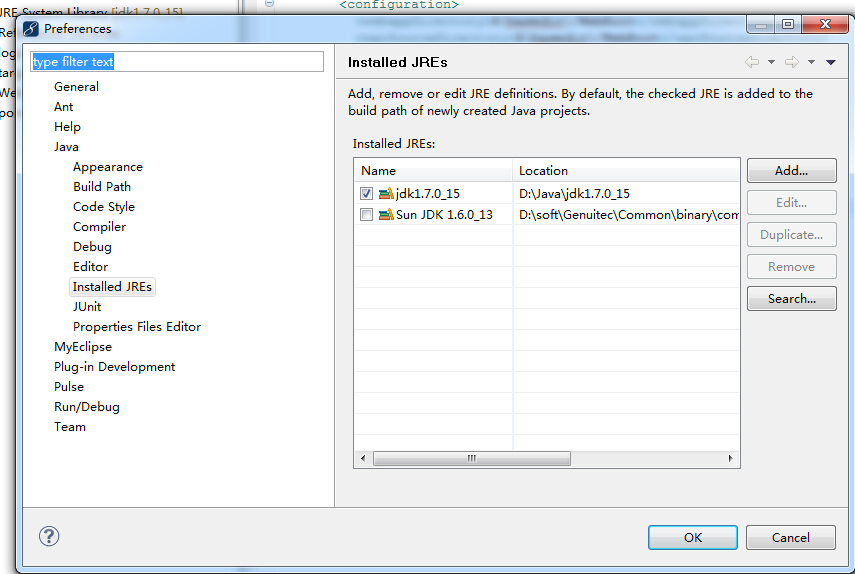 <configuration>
JRE System Library [jdk1.7.0_15]
Preferences
type filter text
General
Ant
Help
Java
Appearance
Build Path
Code Style
Compiler
Debug
Editor
Installed JREs
JUnit
Properties Files Editor
MyEclipse
Plug-in Development
Pulse
Run/Debug
Team
Installed JREs
Add, remove or edit JRE definitions. By default, the checked JRE is added to the
build path of newly created Java projects.
Installed JREs:
Name Location
jdk1.7.0_15 D:\Java\jdk1.7.0_15
Sun JDK 1.6.0_13 D:\soft\Genuitec\Common\binary\com
Add...
Edit...
Duplicate...
Remove
Search...
OK
Cancel